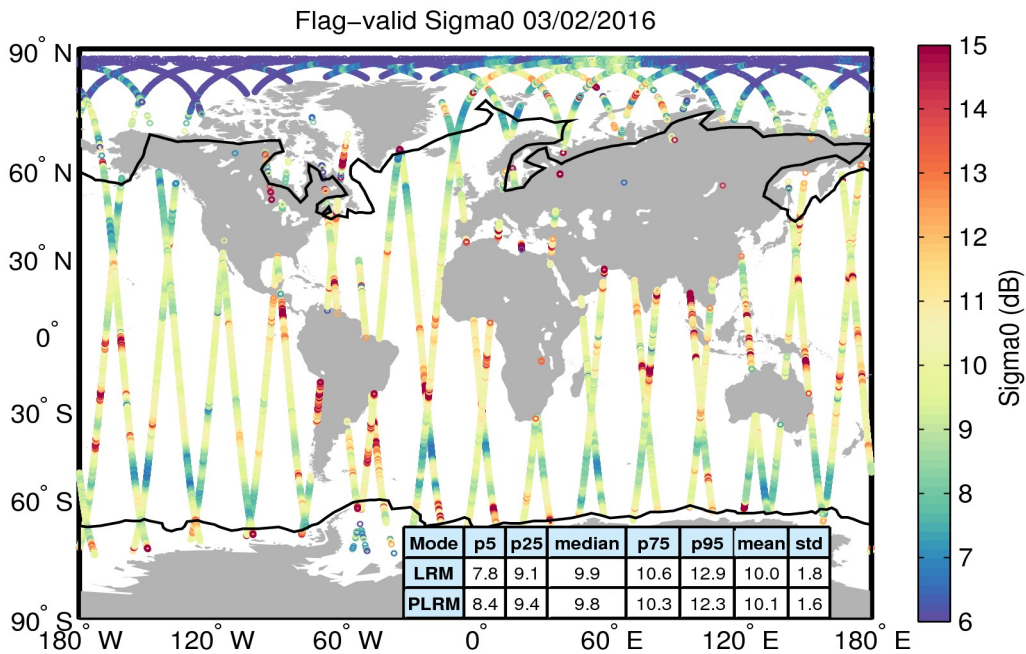 Flag−valid Sigma0 03/02/2016
90° N
60° N
30° N
0°
30° S
60° S
90° S
180° W
120° W
60° W
0°
60° E
120° E
180° E
Mode p5 p25 median p75 p95 mean std
LRM 7.8 9.1 9.9 10.6 12.9 10.0 1.8
PLRM 8.4 9.4 9.8 10.3 12.3 10.1 1.6
15
14
13
12
11
10
9
8
7
6
Sigma0 (dB)